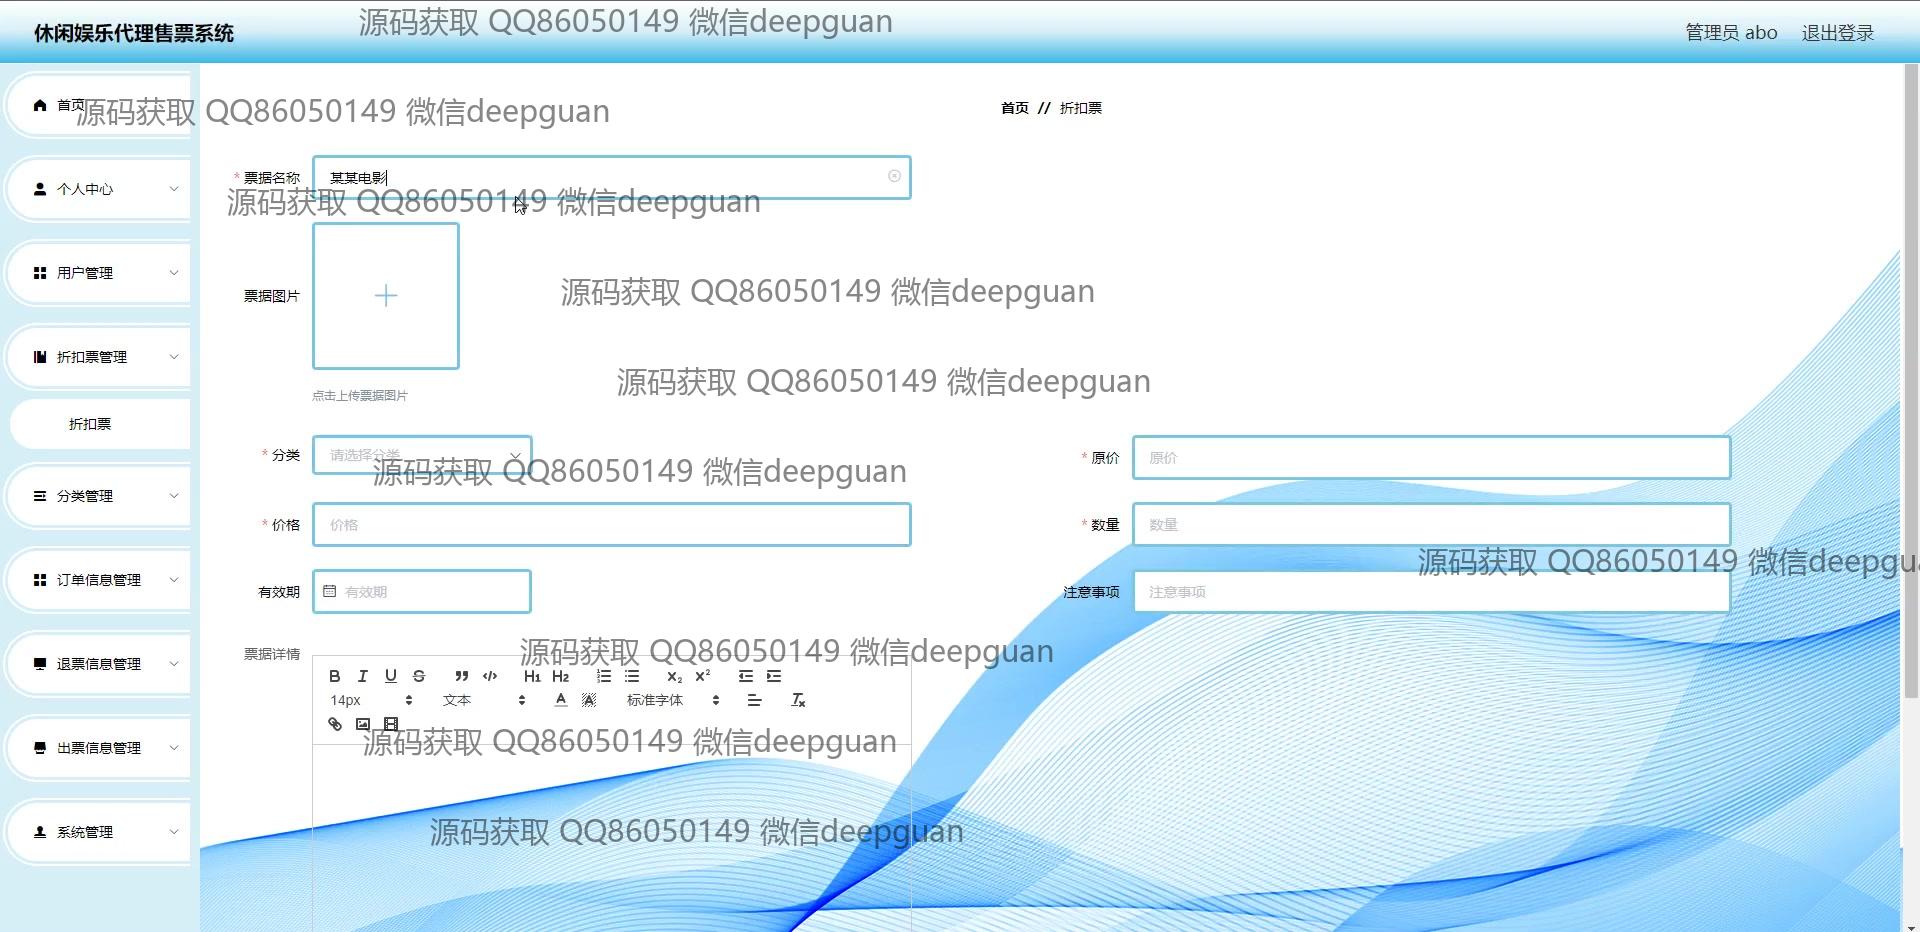 休闲娱乐代理售票系统
源码获取 QQ86050149 微信deepguan
管理员 abo
退出登录
首页
源码获取 QQ86050149 微信deepguan
首页 // 折扣票
个人中心
* 票据名称
某某电影
源码获取 QQ86050149 微信deepguan
用户管理
票据图片
源码获取 QQ86050149 微信deepguan
折扣票管理
源码获取 QQ86050149 微信deepguan
点击上传票据图片
折扣票
* 分类
请选择分类
* 原价
原价
源码获取 QQ86050149 微信deepguan
分类管理
* 价格
价格
* 数量
数量
源码获取 QQ86050149 微信deepgu
订单信息管理
有效期
有效期
注意事项
注意事项
退票信息管理
票据详情
源码获取 QQ86050149 微信deepguan
B I U S H1 H2 X2 X2
14px
文本
A A
标准字体
Tx
出票信息管理
源码获取 QQ86050149 微信deepguan
系统管理
源码获取 QQ86050149 微信deepguan